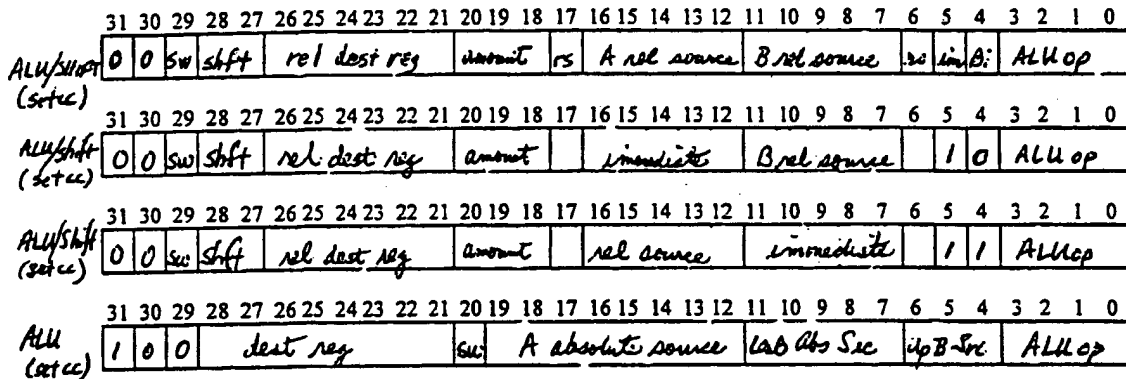 31 30 29 28 27 26 25 24 23 22 21 20 19 18 17 16 15 14 13 12 11 10 9 8 7 6 5 4 3 2 1 0
ALU/Shift 0 0 sw shft rel dest reg amount rs A rel source B rel source im Bi ALU op
(setcc)
31 30 29 28 27 26 25 24 23 22 21 20 19 18 17 16 15 14 13 12 11 10 9 8 7 6 5 4 3 2 1 0
ALU/Shift 0 0 sw shft rel dest reg amount immediate B rel source 1 0 ALU op
(setcc)
31 30 29 28 27 26 25 24 23 22 21 20 19 18 17 16 15 14 13 12 11 10 9 8 7 6 5 4 3 2 1 0
ALU/Shift 0 0 sw shft rel dest reg amount rel source immediate 1 1 ALU op
(setcc)
31 30 29 28 27 26 25 24 23 22 21 20 19 18 17 16 15 14 13 12 11 10 9 8 7 6 5 4 3 2 1 0
ALU 1 0 0 dest reg sw A absolute source Abs Src up B-Src ALU op
(setcc)